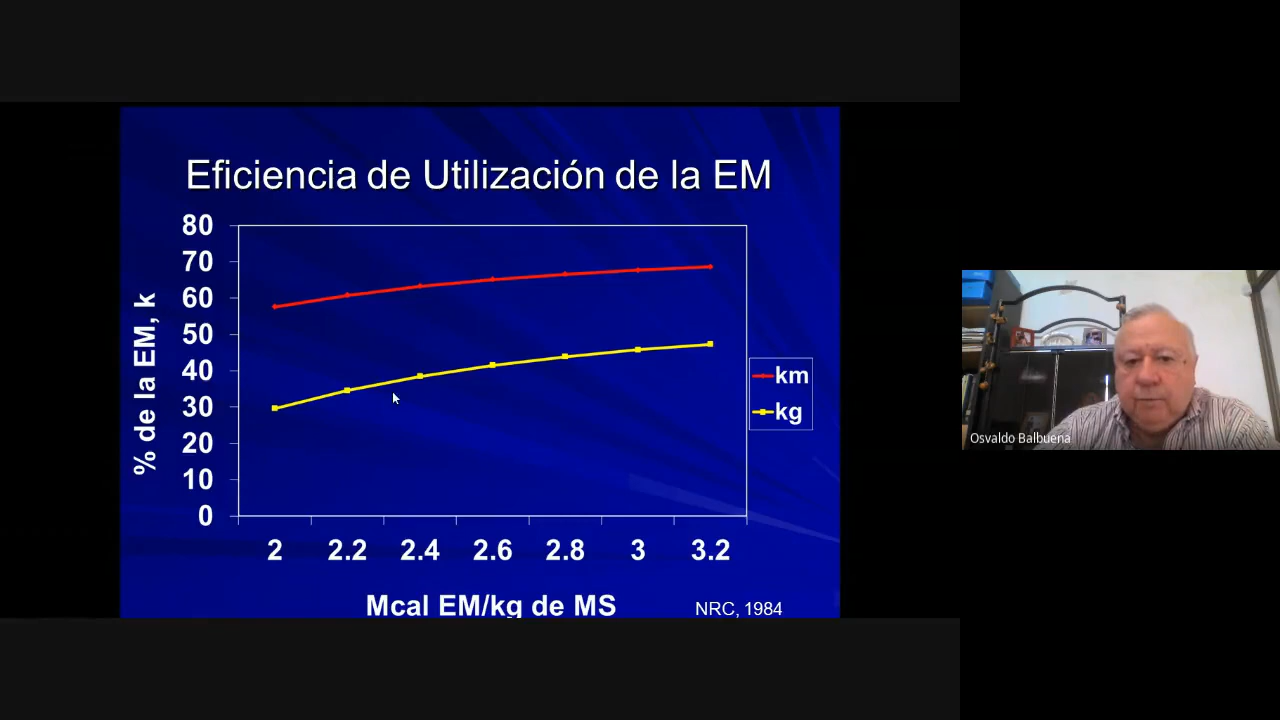 Eficiencia de Utilización de la EM
80
70
60
50
40
30
20
10
0
% de la EM, k
2 2.2 2.4 2.6 2.8 3 3.2
Mcal EM/kg de MS
NRC, 1984
km
kg
Osvaldo Balbuena